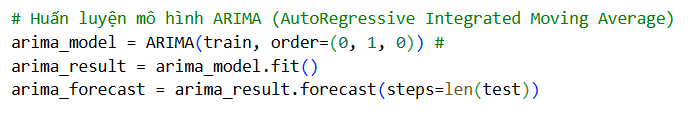 # Huấn luyện mô hình ARIMA (AutoRegressive Integrated Moving Average)
arima_model = ARIMA(train, order=(0, 1, 0)) #
arima_result = arima_model.fit()
arima_forecast = arima_result.forecast(steps=len(test))